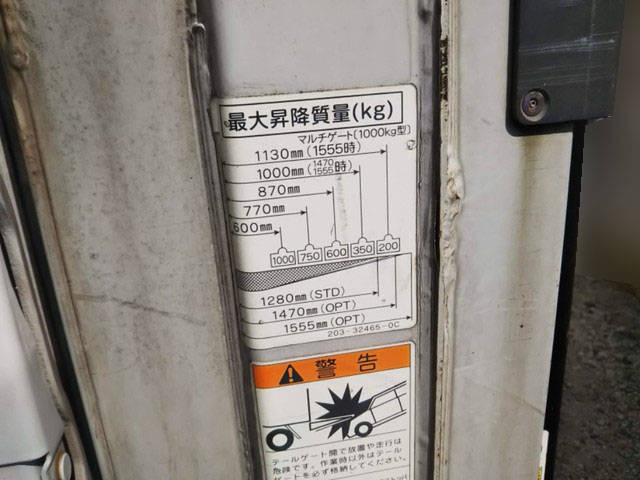 最大昇降質量(kg)
マルチゲート(1000kg型)
1130mm(1555時)
1000mm(1470 1555時)
870mm
770mm
600mm
1000 750 600 350 200
1280mm(STD)
1470mm(OPT)
1555mm(OPT)
203-32465-0C
警告
テールゲート開で放置や走行は
危険です。作業時以外はテール
ゲートを必ず格納してください。